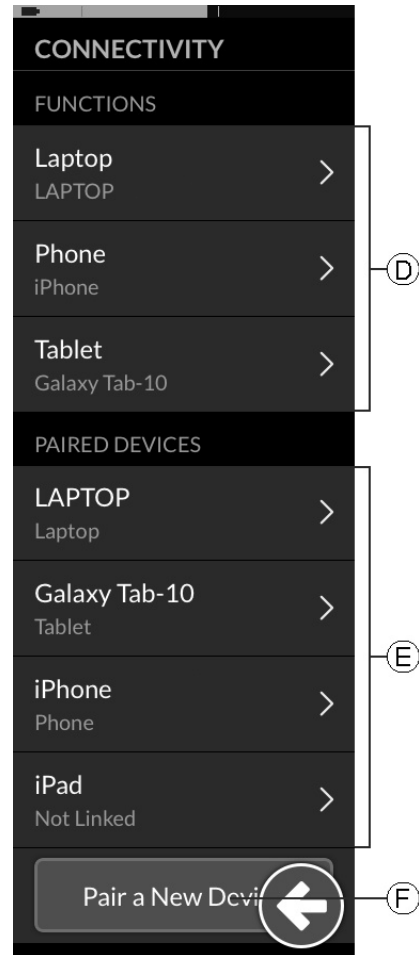 CONNECTIVITY
FUNCTIONS
Laptop
LAPTOP
Phone
iPhone
Tablet
Galaxy Tab-10
D
PAIRED DEVICES
LAPTOP
Laptop
Galaxy Tab-10
Tablet
iPhone
Phone
iPad
Not Linked
E
Pair a New Devi
F